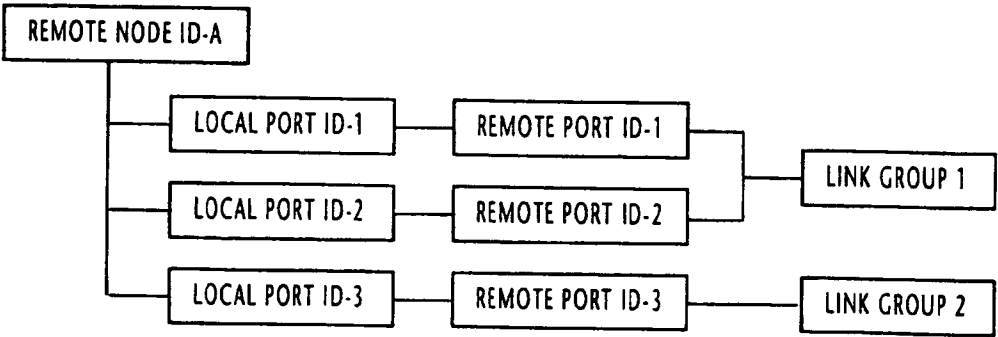 REMOTE NODE ID-A
LOCAL PORT ID-1
REMOTE PORT ID-1
LINK GROUP 1
LOCAL PORT ID-2
REMOTE PORT ID-2
LOCAL PORT ID-3
REMOTE PORT ID-3
LINK GROUP 2